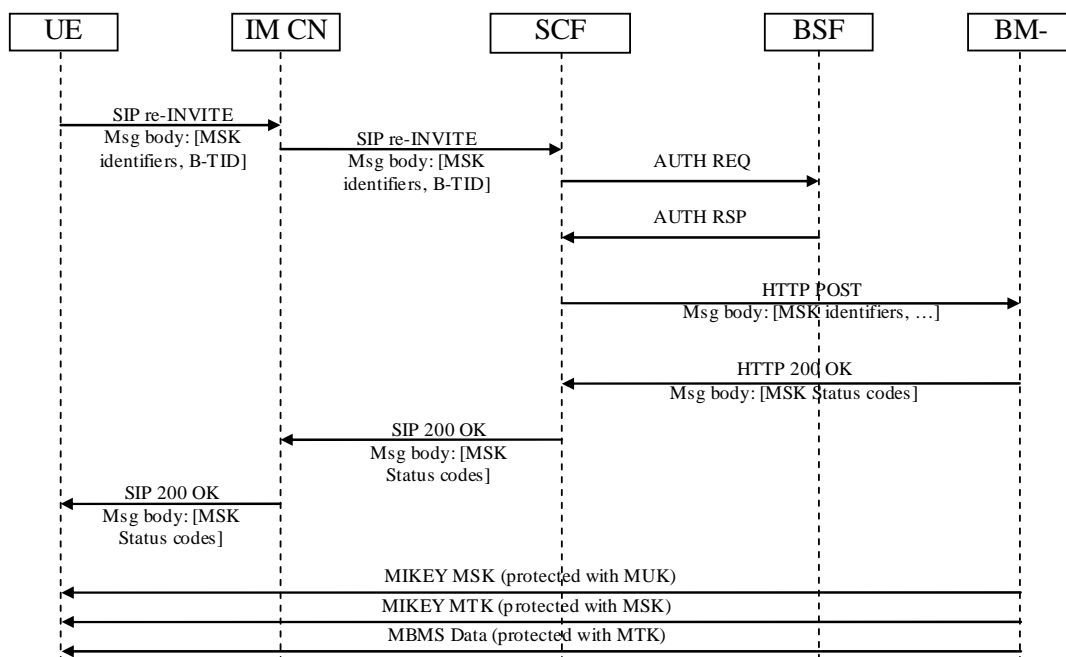 UE
IM CN
SCF
BSF
BM-
SIP re-INVITE
Msg body: [MSK
identifiers, B-TID]
SIP re-INVITE
Msg body: [MSK
identifiers, B-TID]
AUTH REQ
AUTH RSP
HTTP POST
Msg body: [MSK identifiers, …]
HTTP 200 OK
Msg body: [MSK Status codes]
SIP 200 OK
Msg body: [MSK
Status codes]
SIP 200 OK
Msg body: [MSK
Status codes]
MIKEY MSK (protected with MUK)
MIKEY MTK (protected with MSK)
MBMS Data (protected with MTK)